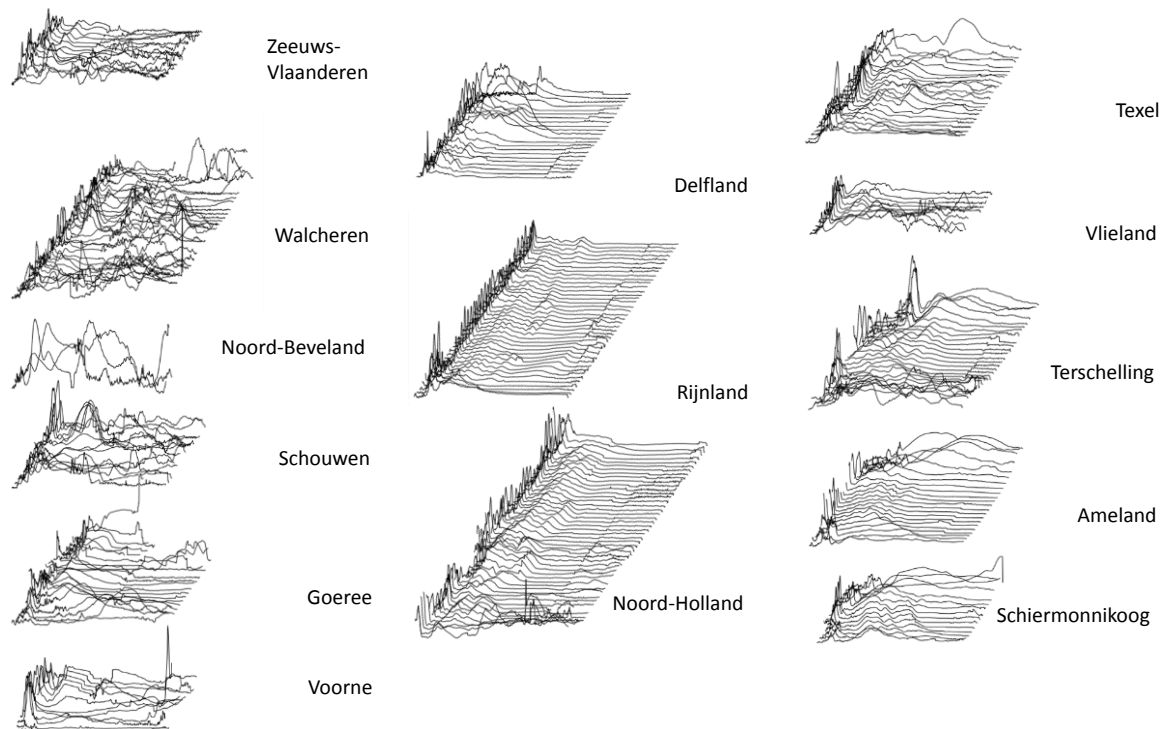 Zeeuws-
Vlaanderen
Walcheren
Noord-Beveland
Schouwen
Goeree
Voorne
Delfland
Rijnland
Noord-Holland
Texel
Vlieland
Terschelling
Ameland
Schiermonnikoog